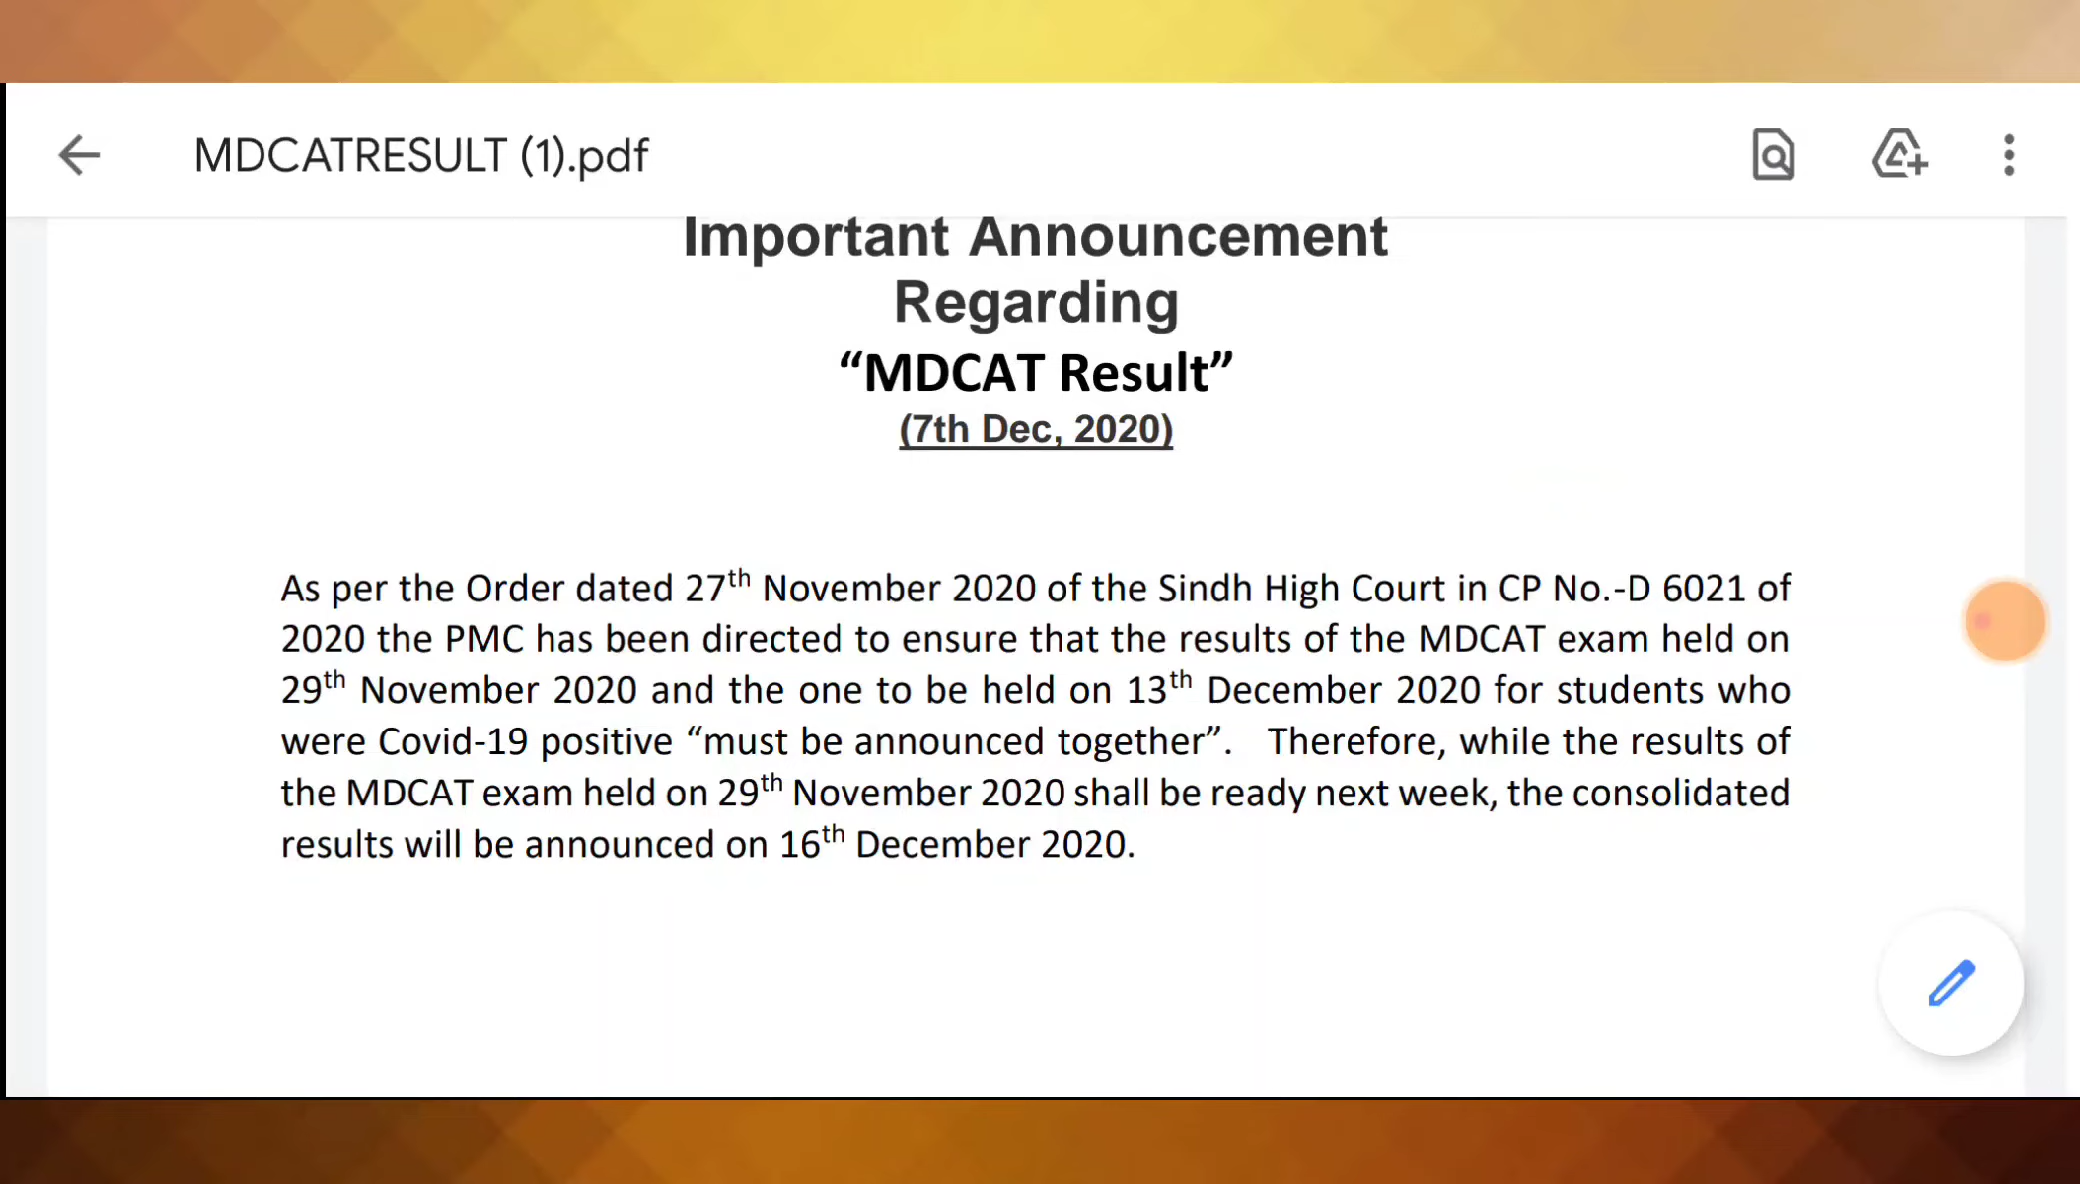 MDCATRESULT (1).pdf
Important Announcement
Regarding
“MDCAT Result”
(7th Dec, 2020)
As per the Order dated 27th November 2020 of the Sindh High Court in CP No.-D 6021 of
2020 the PMC has been directed to ensure that the results of the MDCAT exam held on
29th November 2020 and the one to be held on 13th December 2020 for students who
were Covid-19 positive “must be announced together”. Therefore, while the results of
the MDCAT exam held on 29th November 2020 shall be ready next week, the consolidated
results will be announced on 16th December 2020.